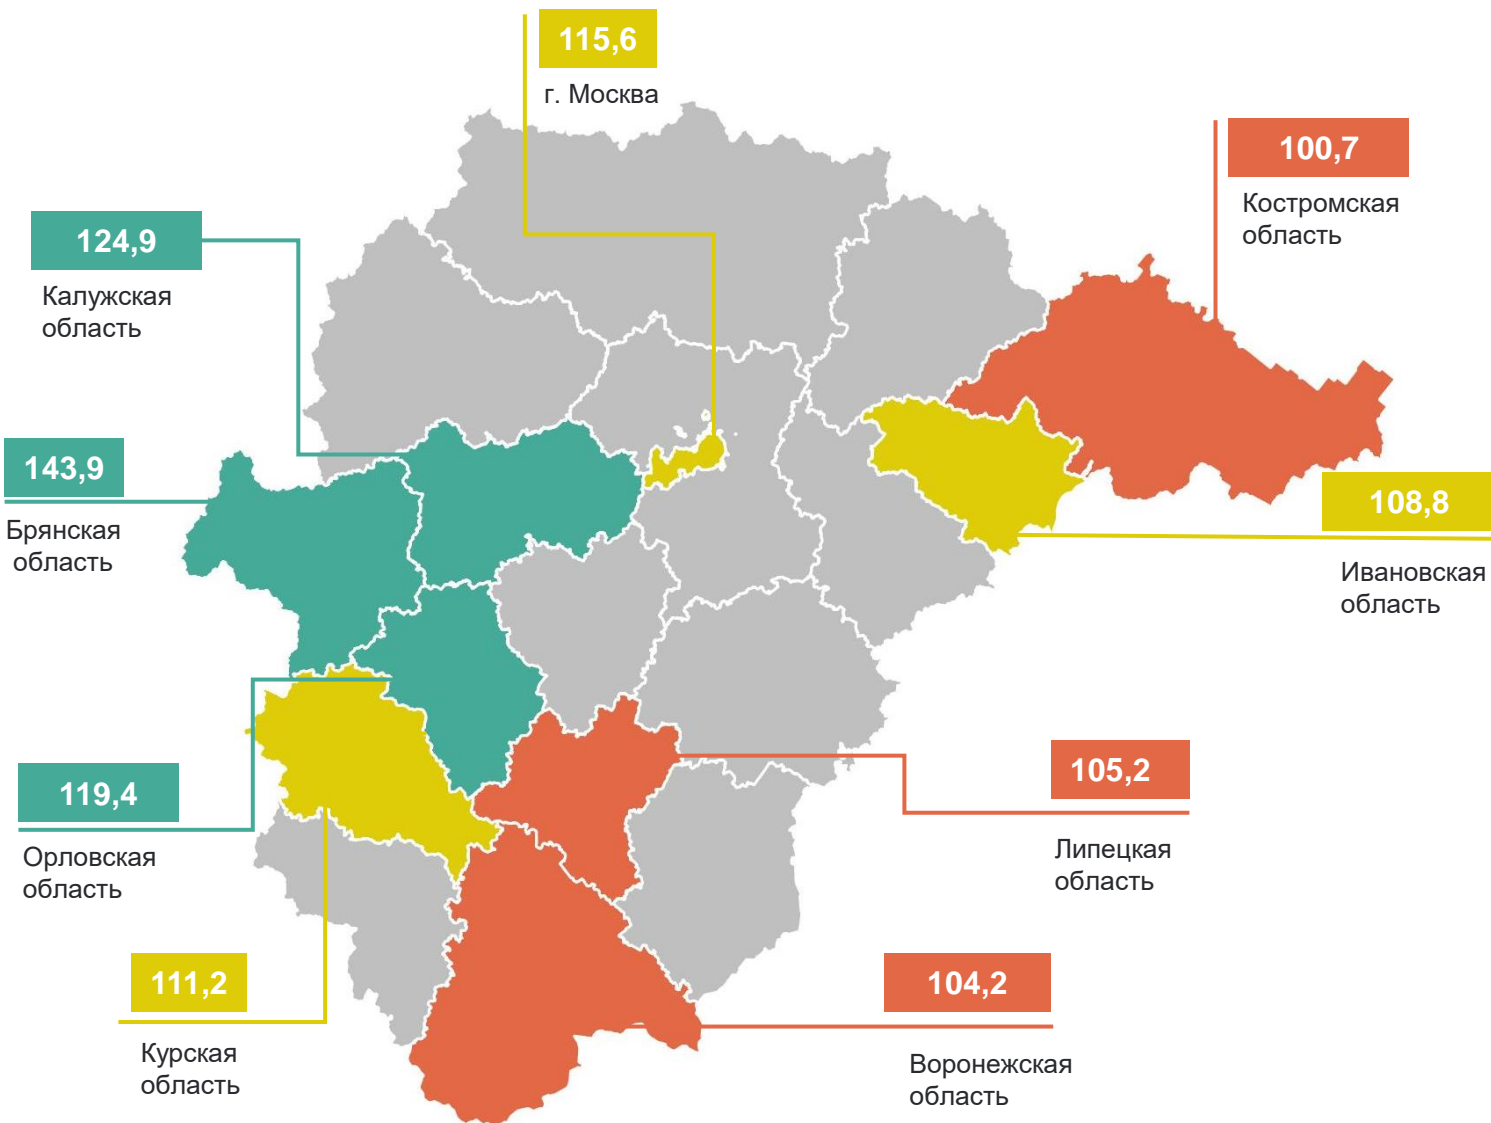 115,6
г. Москва
100,7
Костромская
область
124,9
Калужская
область
143,9
Брянская
область
108,8
Ивановская
область
119,4
Орловская
область
105,2
Липецкая
область
111,2
Курская
область
104,2
Воронежская
область